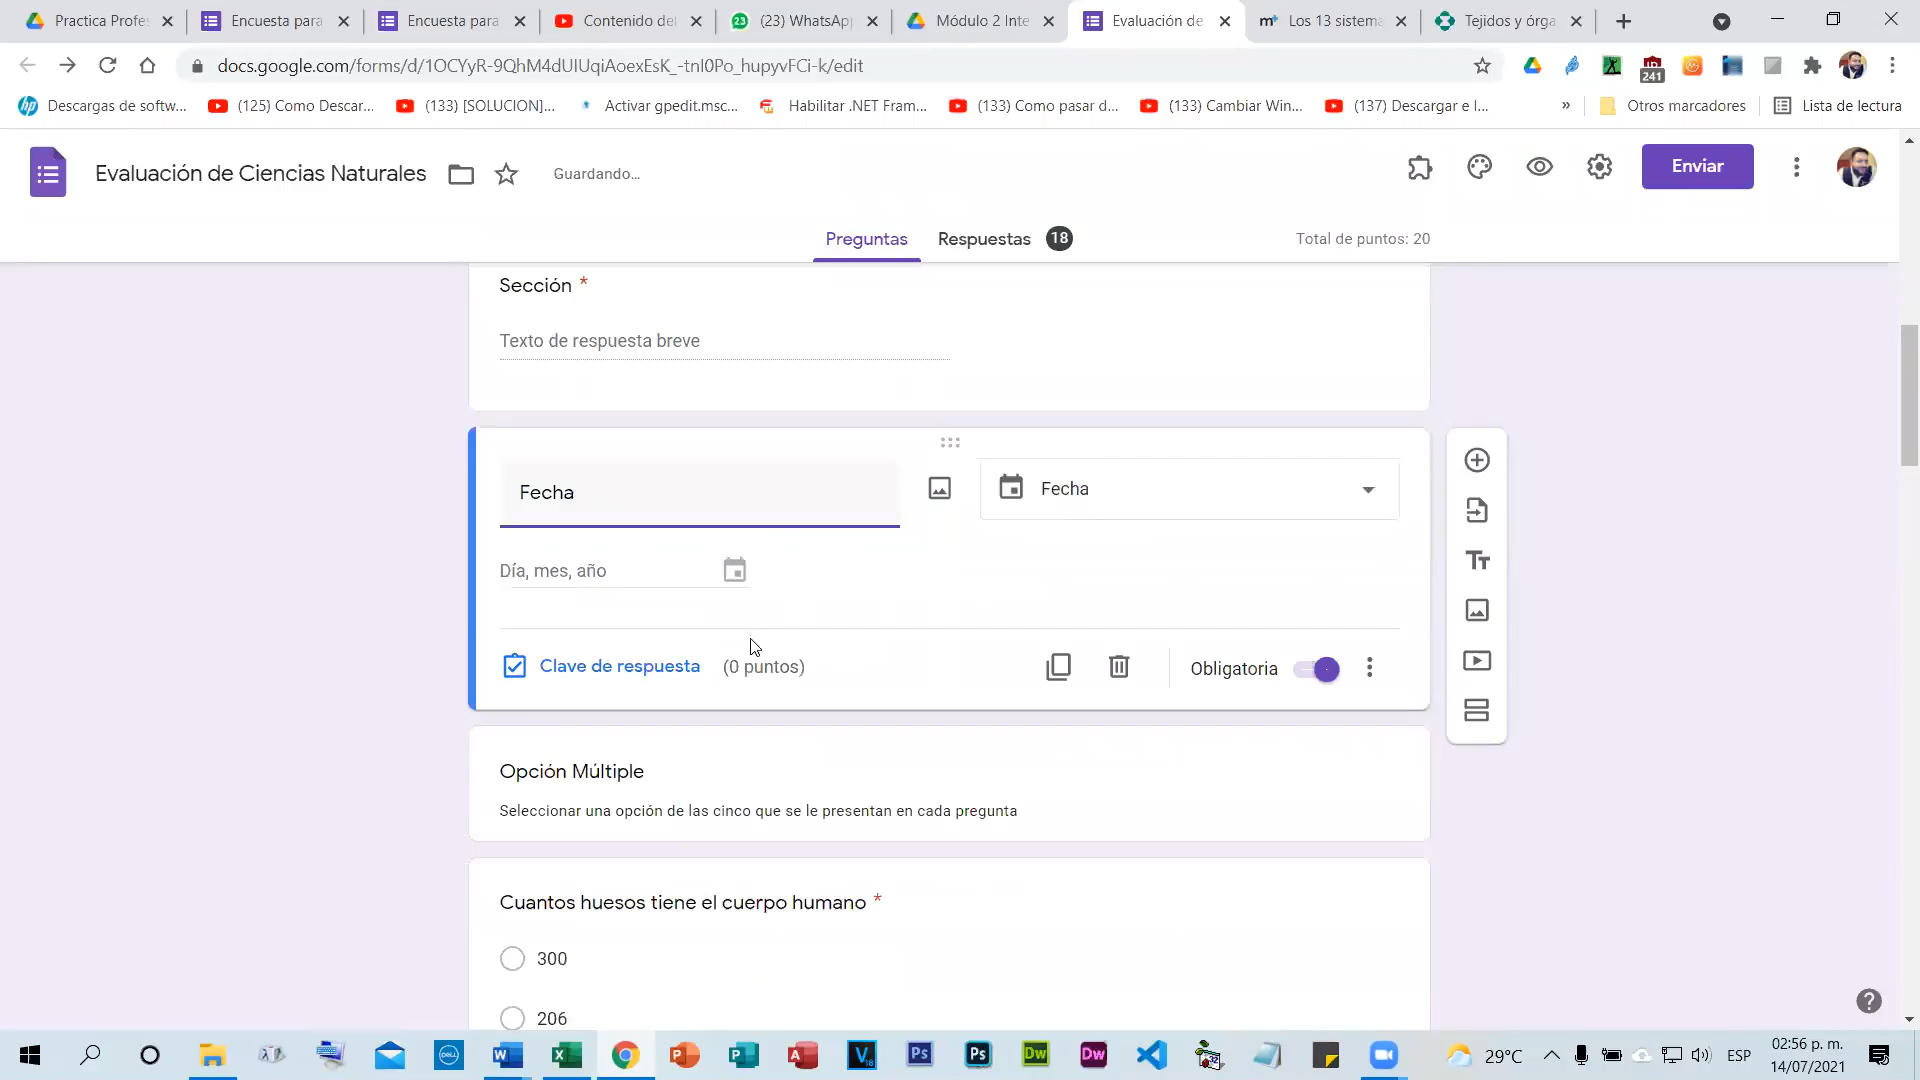 Practica Profes
Encuesta para
Encuesta para
Contenido del
(23) WhatsApp
Módulo 2 Inte
Evaluación de
Los 13 sistema
Tejidos y órga
docs.google.com/forms/d/1OCYyR-9QhM4dUIUqiAoexEsK_-tnI0Po_hupyvFCi-k/edit
241
Descargas de softw...
(125) Como Descar...
(133) [SOLUCION]...
Activar gpedit.msc...
Habilitar .NET Fram...
(133) Como pasar d...
(133) Cambiar Win...
(137) Descargar e I...
»
Otros marcadores
Lista de lectura
Evaluación de Ciencias Naturales
Guardando...
Enviar
Preguntas
Respuestas 18
Total de puntos: 20
Sección *
Texto de respuesta breve
Fecha
Fecha
Día, mes, año
Clave de respuesta (0 puntos)
Obligatoria
Opción Múltiple
Seleccionar una opción de las cinco que se le presentan en cada pregunta
Cuantos huesos tiene el cuerpo humano *
300
206
29°C
ESP
02:56 p. m.
14/07/2021